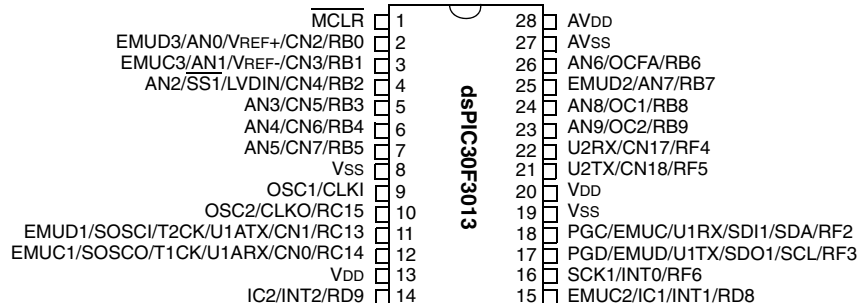 MCLR 1 28 AVDD
EMUD3/AN0/VREF+/CN2/RB0 2 27 AVSS
EMUC3/AN1/VREF-/CN3/RB1 3 26 AN6/OCFA/RB6
AN2/SS1/LVDIN/CN4/RB2 4 25 EMUD2/AN7/RB7
AN3/CN5/RB3 5 24 AN8/OC1/RB8
AN4/CN6/RB4 6 23 AN9/OC2/RB9
AN5/CN7/RB5 7 22 U2RX/CN17/RF4
VSS 8 21 U2TX/CN18/RF5
OSC1/CLKI 9 20 VDD
OSC2/CLKO/RC15 10 19 VSS
EMUD1/SOSCI/T2CK/U1ATX/CN1/RC13 11 18 PGC/EMUC/U1RX/SDI1/SDA/RF2
EMUC1/SOSCO/T1CK/U1ARX/CN0/RC14 12 17 PGD/EMUD/U1TX/SDO1/SCL/RF3
VDD 13 16 SCK1/INT0/RF6
IC2/INT2/RD9 14 15 EMUC2/IC1/INT1/RD8
dsPIC30F3013